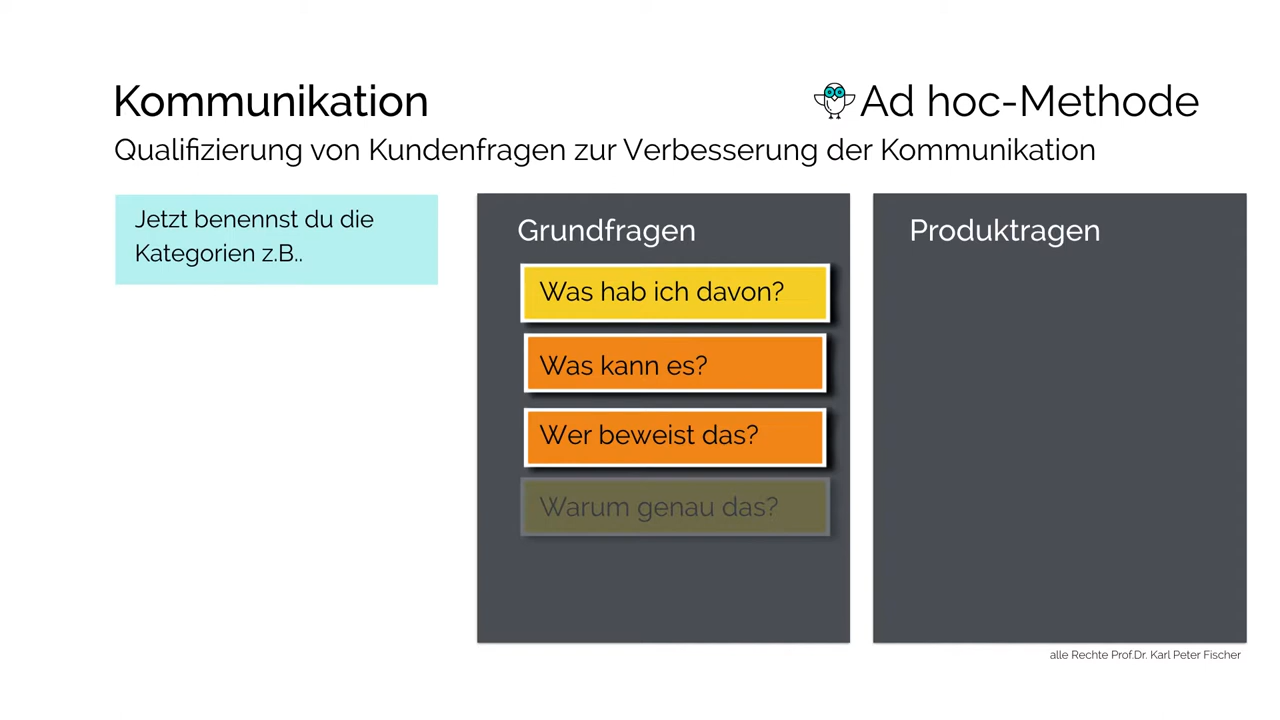 Kommunikation
Ad hoc-Methode
Qualifizierung von Kundenfragen zur Verbesserung der Kommunikation
Jetzt benennst du die
Kategorien z.B..
Grundfragen
Was hab ich davon?
Was kann es?
Wer beweist das?
Warum genau das?
Produktragen
alle Rechte Prof.Dr. Karl Peter Fischer